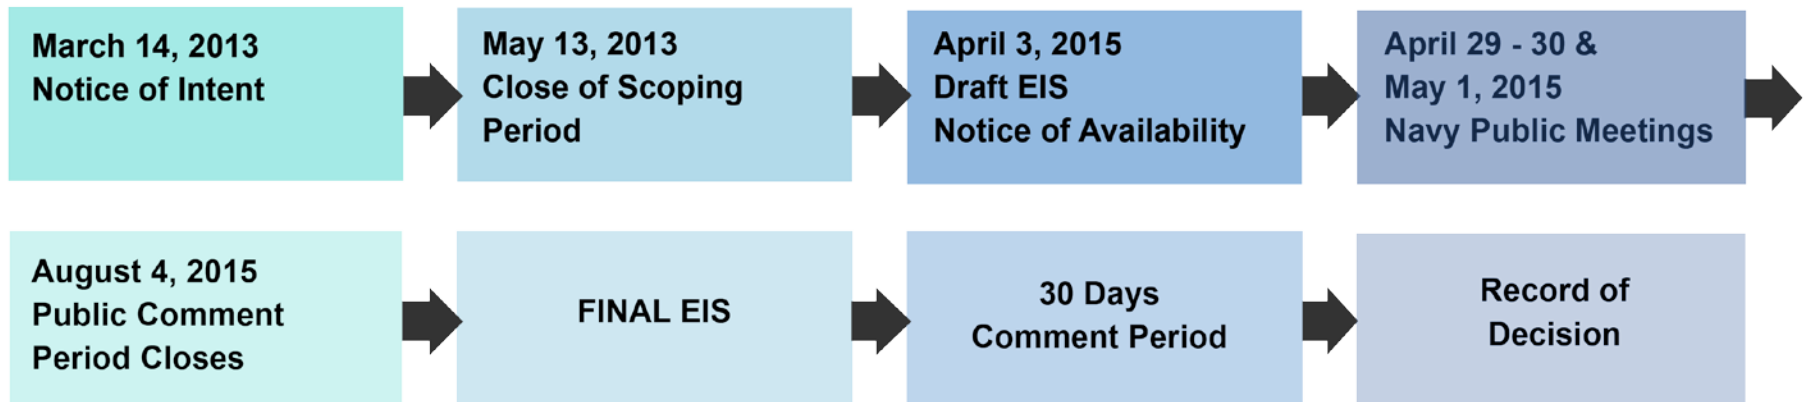 March 14, 2013
Notice of Intent
May 13, 2013
Close of Scoping
Period
April 3, 2015
Draft EIS
Notice of Availability
April 29 - 30 &
May 1, 2015
Navy Public Meetings
August 4, 2015
Public Comment
Period Closes
FINAL EIS
30 Days
Comment Period
Record of
Decision